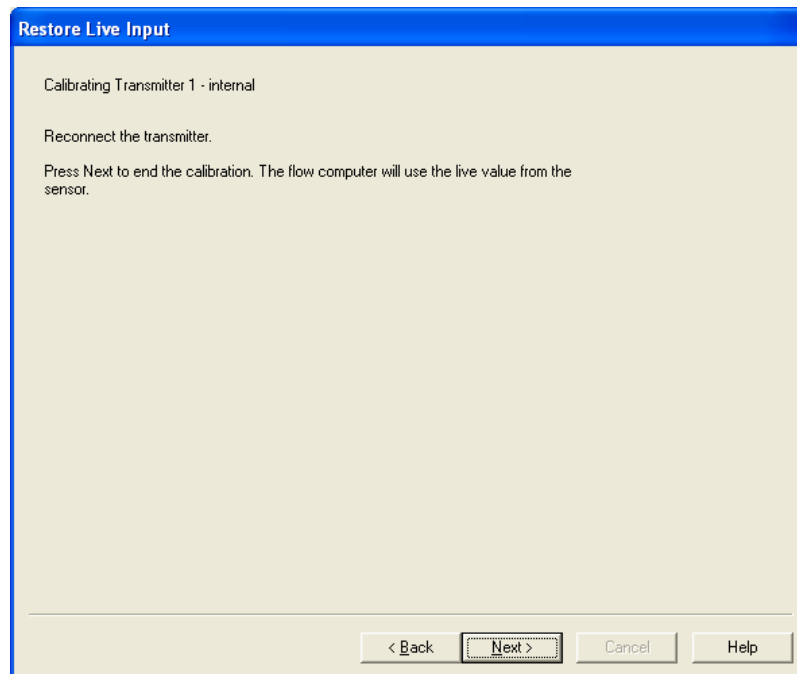 Restore Live Input
Calibrating Transmitter 1 - internal
Reconnect the transmitter.
Press Next to end the calibration. The flow computer will use the live value from the
sensor.
< Back Next > Cancel Help